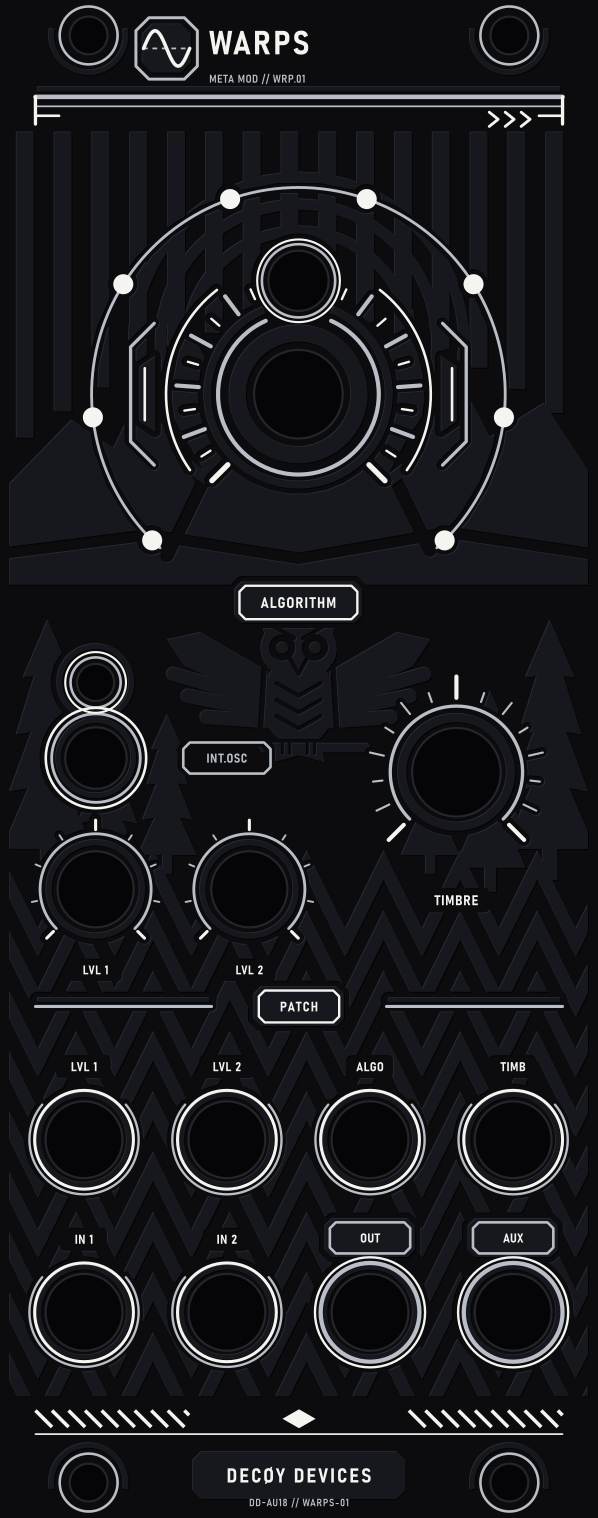 WARPS
META MOD // WRP.01
ALGORITHM
INT.OSC
TIMBRE
LVL 1 LVL 2
PATCH
LVL 1 LVL 2 ALGO TIMB
IN 1 IN 2 OUT AUX
DECØY DEVICES
DD-AU18 // WARPS-01